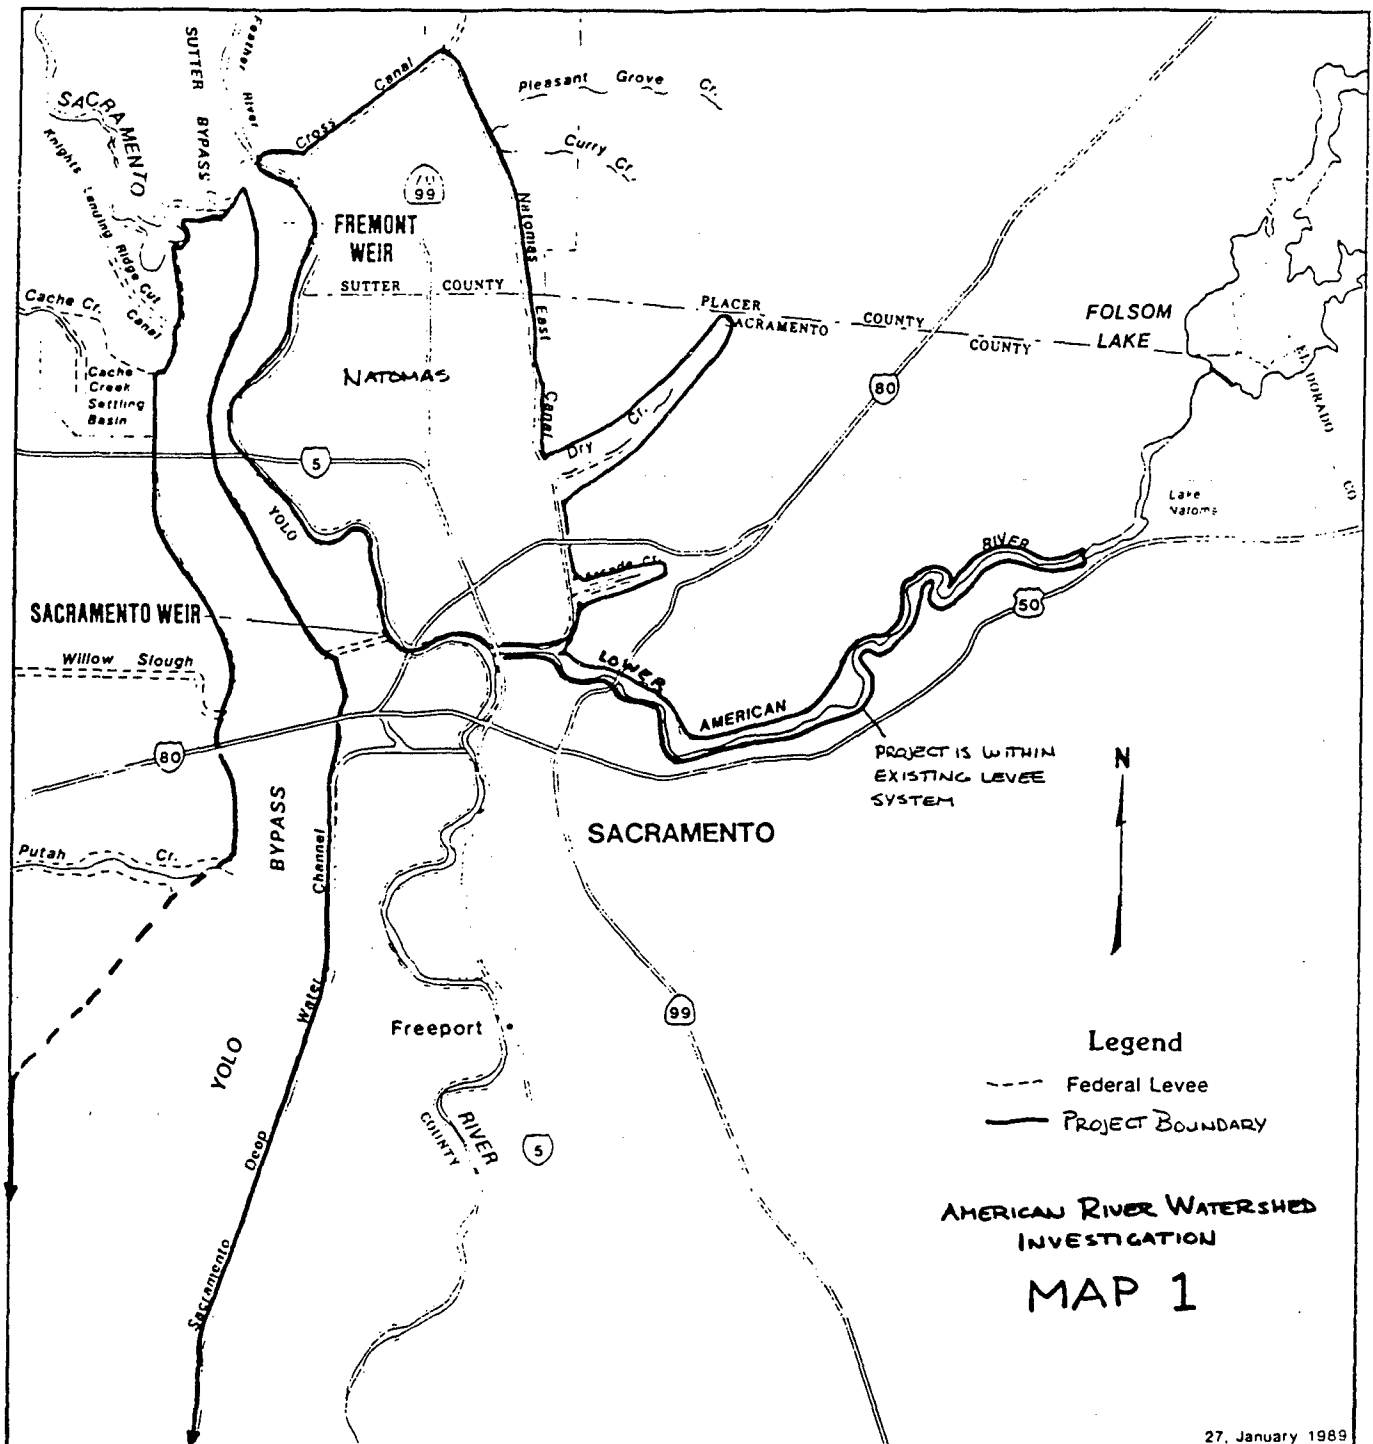 SUTTER BYPASS
Feather River
SACRAMENTO
Knights Landing Ridge Cut Canal
Cross Canal
Pleasant Grove Cr.
Curry Cr.
99
FREMONT
WEIR
Natomas East Canal
SUTTER COUNTY
PLACER COUNTY
SACRAMENTO COUNTY
FOLSOM
LAKE
EL DORADO CO
Cache Cr.
Cache
Creek
Settling
Basin
NATOMAS
80
Dry Cr.
5
YOLO
Lake
Natoma
RIVER
50
SACRAMENTO WEIR
Willow Slough
LOWER
AMERICAN
80
PROJECT IS WITHIN
EXISTING LEVEE
SYSTEM
N
BYPASS
SACRAMENTO
Putah Cr.
Channel
Water
Freeport
99
YOLO
Legend
Federal Levee
PROJECT BOUNDARY
RIVER
COUNTY
5
Deep
Sacramento
AMERICAN RIVER WATERSHED
INVESTIGATION
MAP 1
27, January 1989